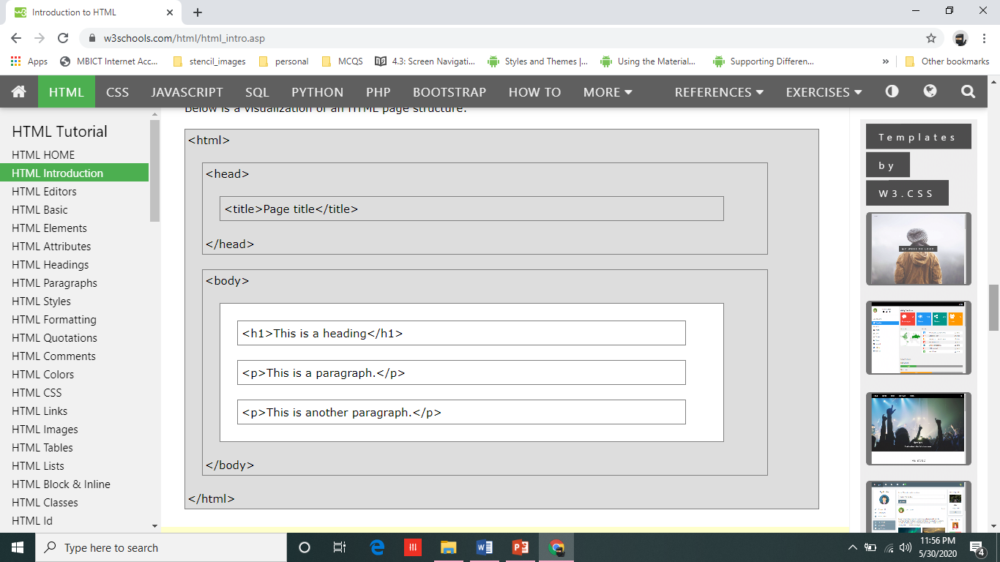 Introduction to HTML
w3schools.com/html/html_intro.asp
Apps
MBICT Internet Acc...
stencil_images
personal
MCQS
4.3: Screen Navigati...
Styles and Themes |...
Using the Material...
Supporting Differen...
»
Other bookmarks
HTML CSS JAVASCRIPT SQL PYTHON PHP BOOTSTRAP HOW TO MORE REFERENCES EXERCISES
HTML Tutorial
HTML HOME
HTML Introduction
HTML Editors
HTML Basic
HTML Elements
HTML Attributes
HTML Headings
HTML Paragraphs
HTML Styles
HTML Formatting
HTML Quotations
HTML Comments
HTML Colors
HTML CSS
HTML Links
HTML Images
HTML Tables
HTML Lists
HTML Block & Inline
HTML Classes
HTML Id
Below is a visualization of an HTML page structure:
<html>
<head>
<title>Page title</title>
</head>
<body>
<h1>This is a heading</h1>
<p>This is a paragraph.</p>
<p>This is another paragraph.</p>
</body>
</html>
Templates
by
W3.CSS
MY WEBSITE LOGO
Type here to search
11:56 PM
5/30/2020
4